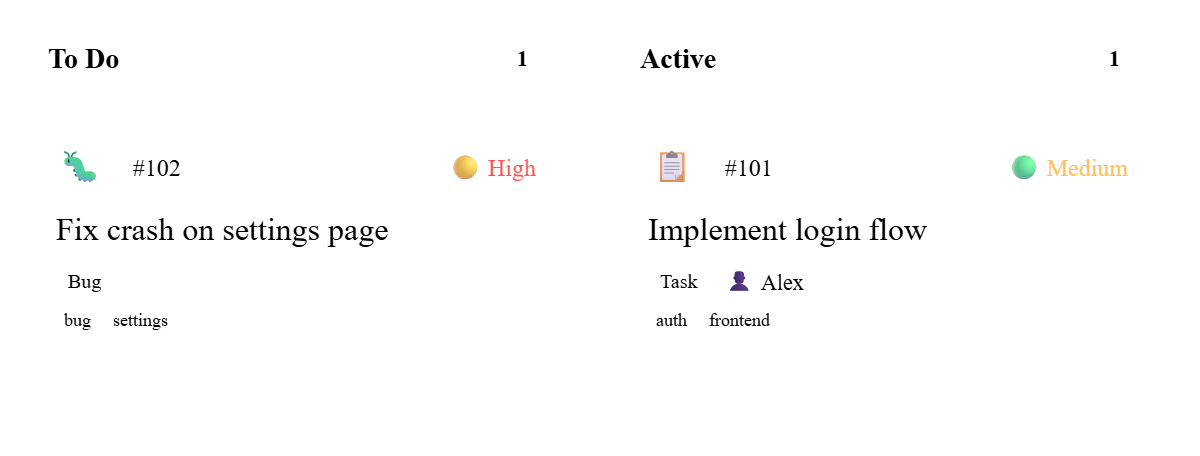 To Do 1
#102 High
Fix crash on settings page
Bug
bug settings
Active 1
#101 Medium
Implement login flow
Task Alex
auth frontend